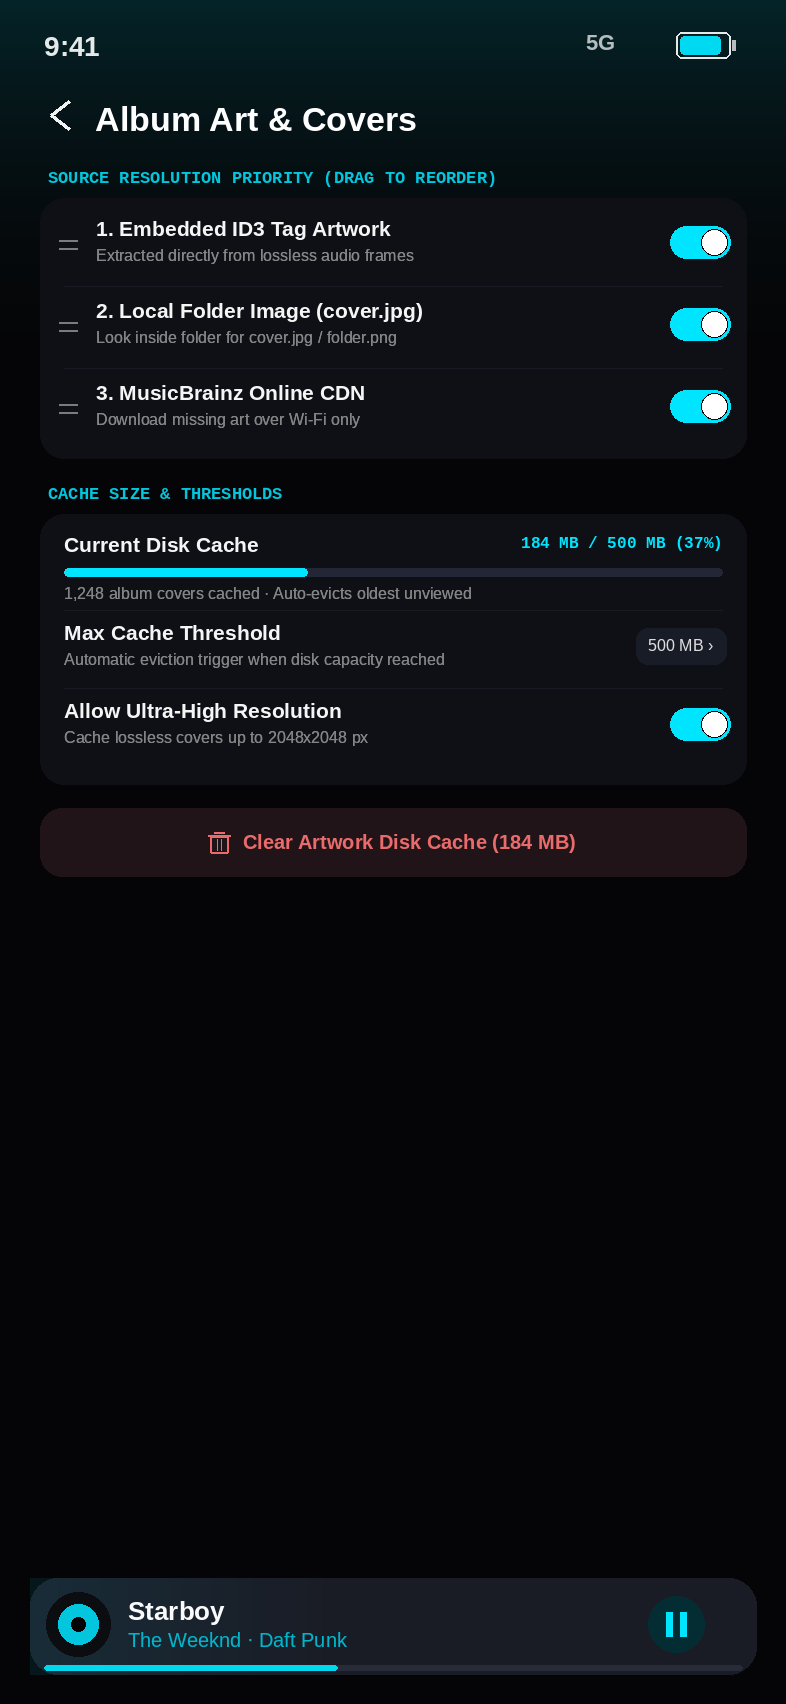 9:41
5G
Album Art & Covers
SOURCE RESOLUTION PRIORITY (DRAG TO REORDER)
1. Embedded ID3 Tag Artwork
Extracted directly from lossless audio frames
2. Local Folder Image (cover.jpg)
Look inside folder for cover.jpg / folder.png
3. MusicBrainz Online CDN
Download missing art over Wi-Fi only
CACHE SIZE & THRESHOLDS
Current Disk Cache
184 MB / 500 MB (37%)
1,248 album covers cached · Auto-evicts oldest unviewed
Max Cache Threshold
Automatic eviction trigger when disk capacity reached
500 MB ›
Allow Ultra-High Resolution
Cache lossless covers up to 2048x2048 px
Clear Artwork Disk Cache (184 MB)
Starboy
The Weeknd · Daft Punk